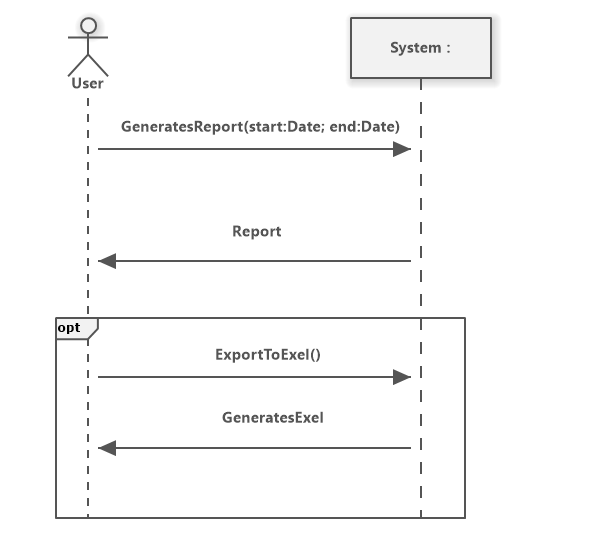 System :
User
GeneratesReport(start:Date; end:Date)
Report
opt
ExportToExel()
GeneratesExel